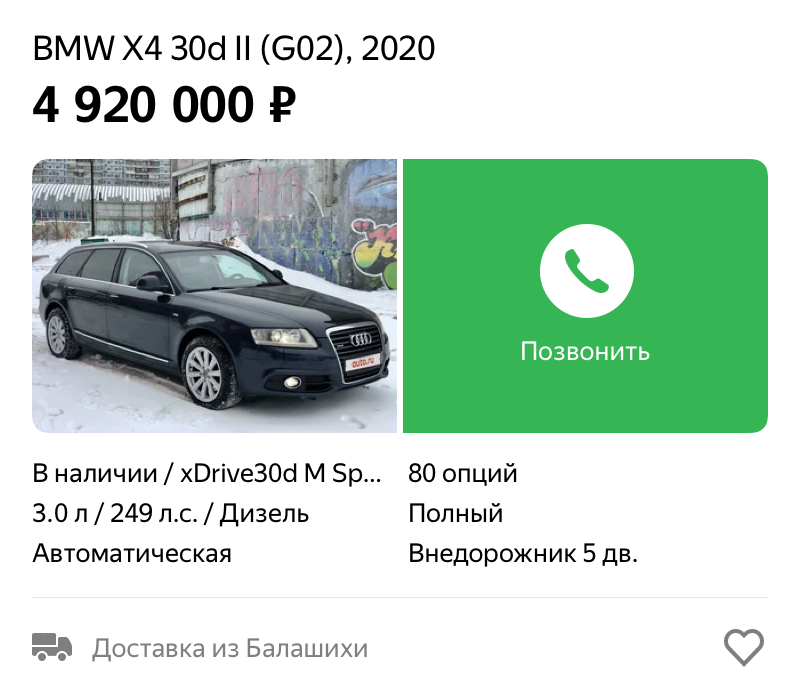 BMW X4 30d II (G02), 2020
4 920 000 ₽
auto.ru
Позвонить
В наличии / xDrive30d M Sp...
80 опций
3.0 л / 249 л.с. / Дизель
Полный
Автоматическая
Внедорожник 5 дв.
Доставка из Балашихи